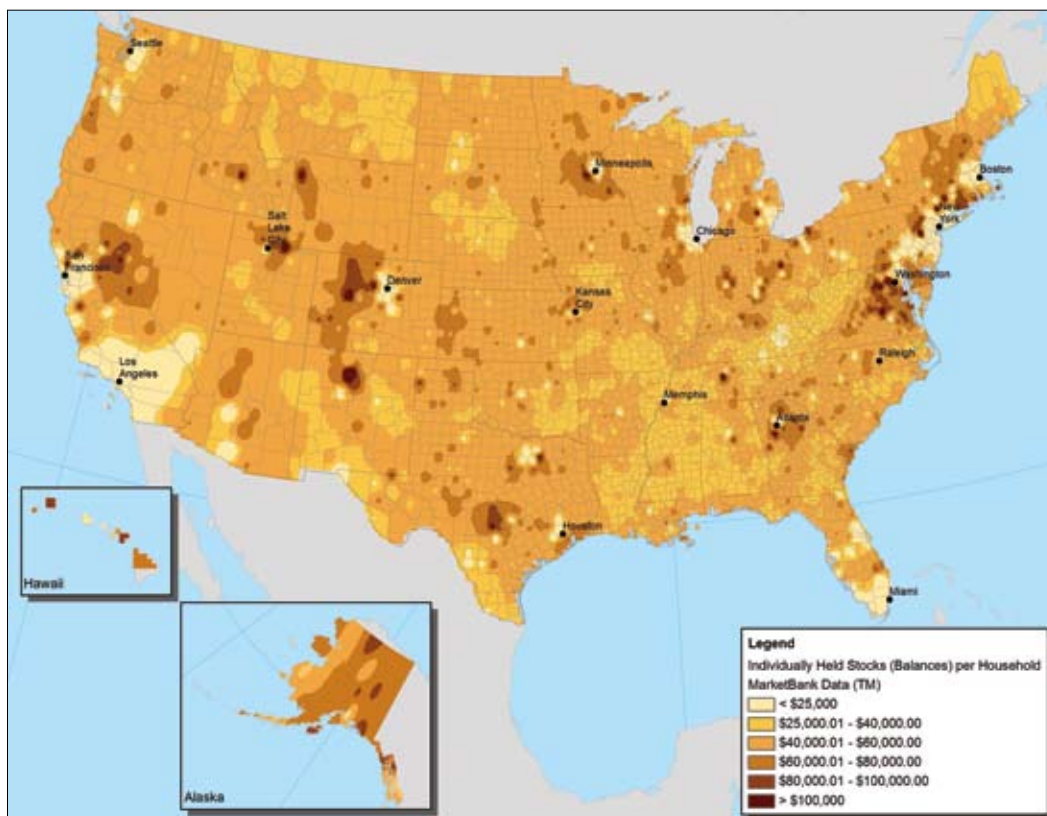 Seattle
Minneapolis
Boston
New
York
Salt
Lake
City
Chicago
San
Francisco
Denver
Washington
Kansas
City
Los
Angeles
Raleigh
Memphis
Atlanta
Houston
Hawaii
Miami
Alaska
Legend
Individually Held Stocks (Balances) per Household
MarketBank Data (TM)
< $25,000
$25,000.01 - $40,000.00
$40,000.01 - $60,000.00
$60,000.01 - $80,000.00
$80,000.01 - $100,000.00
> $100,000